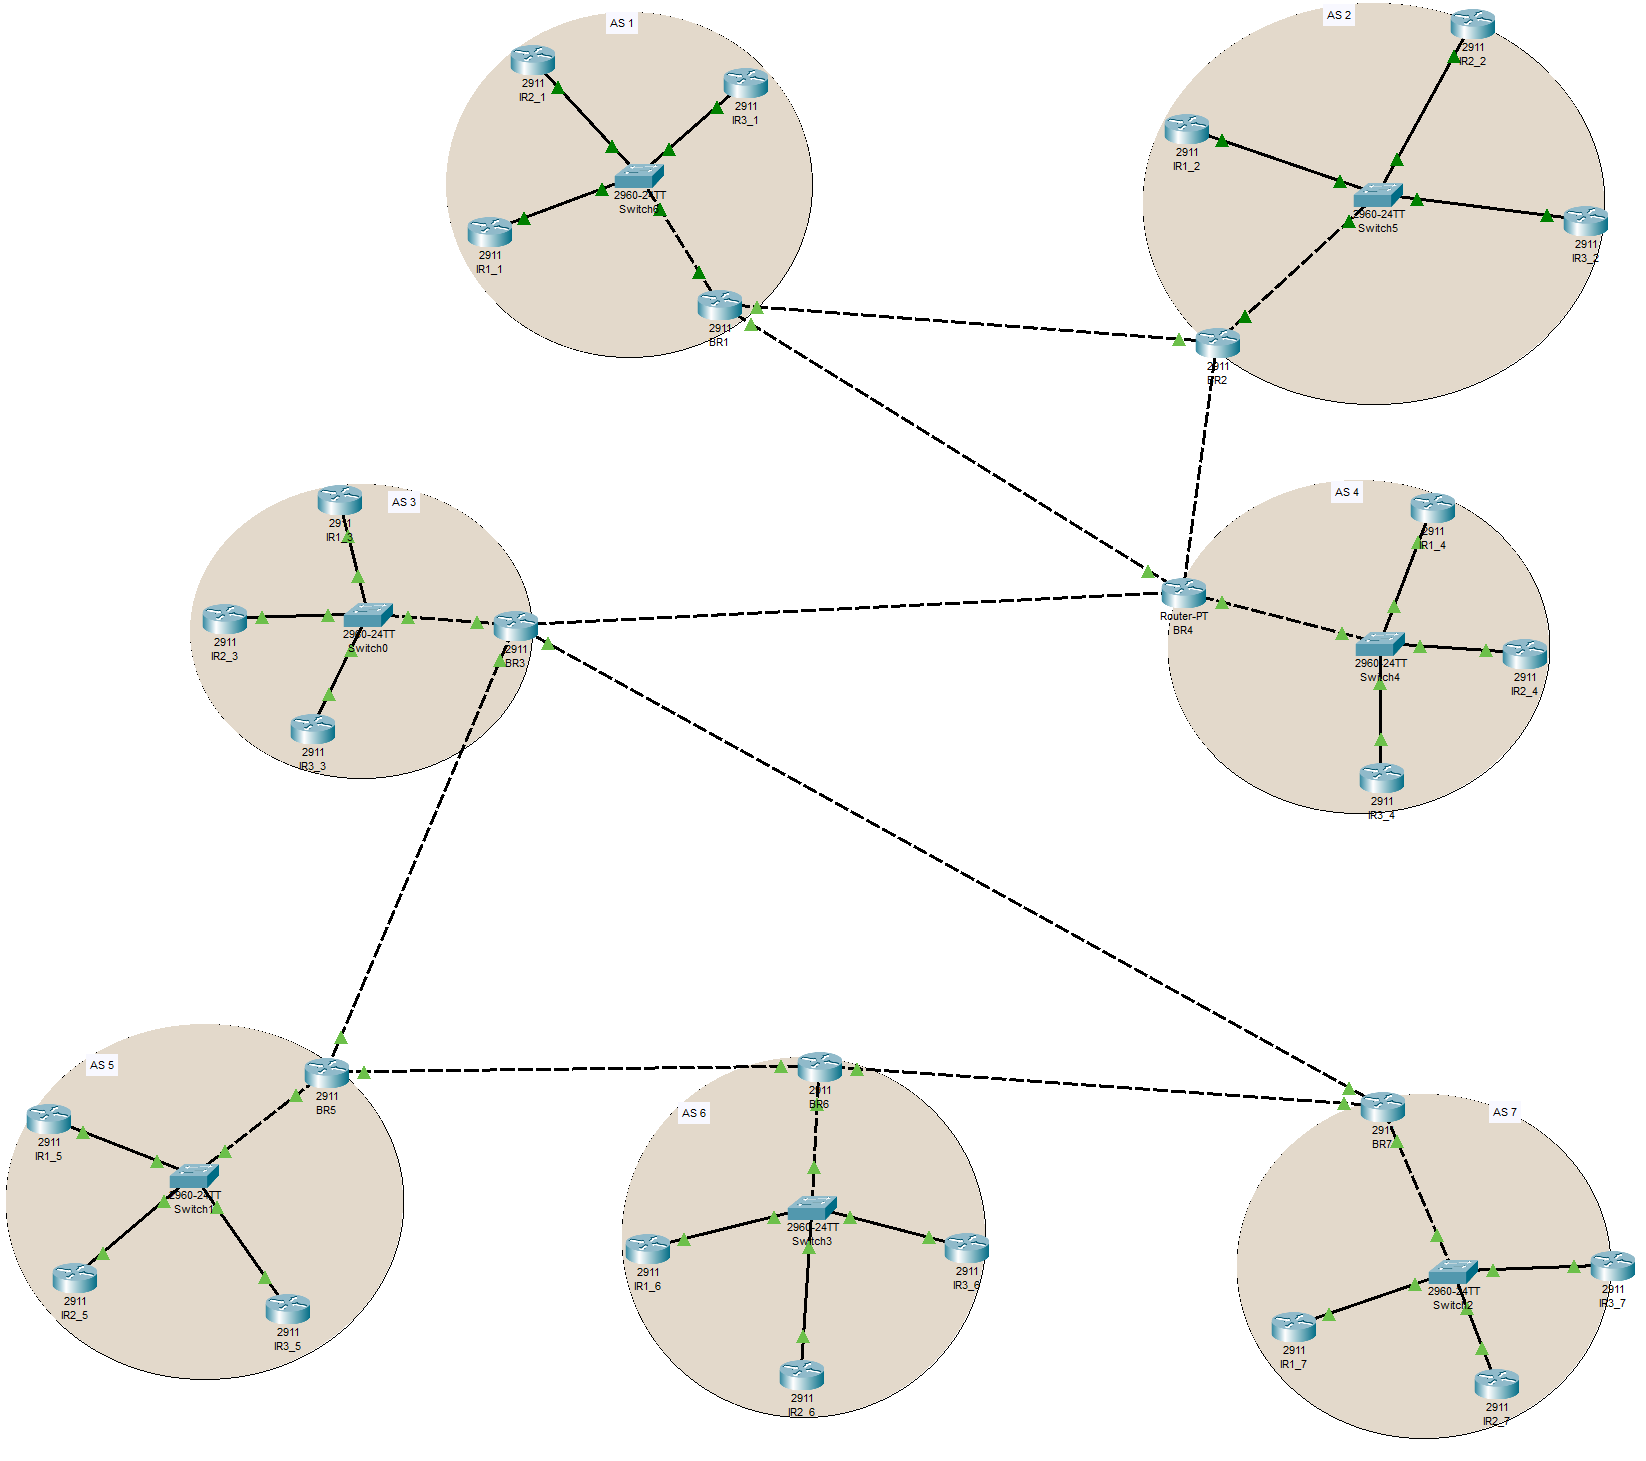 AS 1
2911
IR2_1
2911
IR3_1
2960-24TT
Switch6
2911
IR1_1
2911
BR1
AS 2
2911
IR2_2
2911
IR1_2
2960-24TT
Switch5
2911
IR3_2
2911
BR2
AS 3
2911
IR1_3
2911
IR2_3
2960-24TT
Switch0
2911
BR3
2911
IR3_3
AS 4
2911
IR1_4
Router-PT
BR4
2960-24TT
Switch4
2911
IR2_4
2911
IR3_4
AS 5
2911
BR5
2911
IR1_5
2960-24TT
Switch1
2911
IR2_5
2911
IR3_5
AS 6
2911
BR6
2960-24TT
Switch3
2911
IR1_6
2911
IR3_6
2911
IR2_6
AS 7
2911
BR7
2960-24TT
Switch2
2911
IR3_7
2911
IR1_7
2911
IR2_7